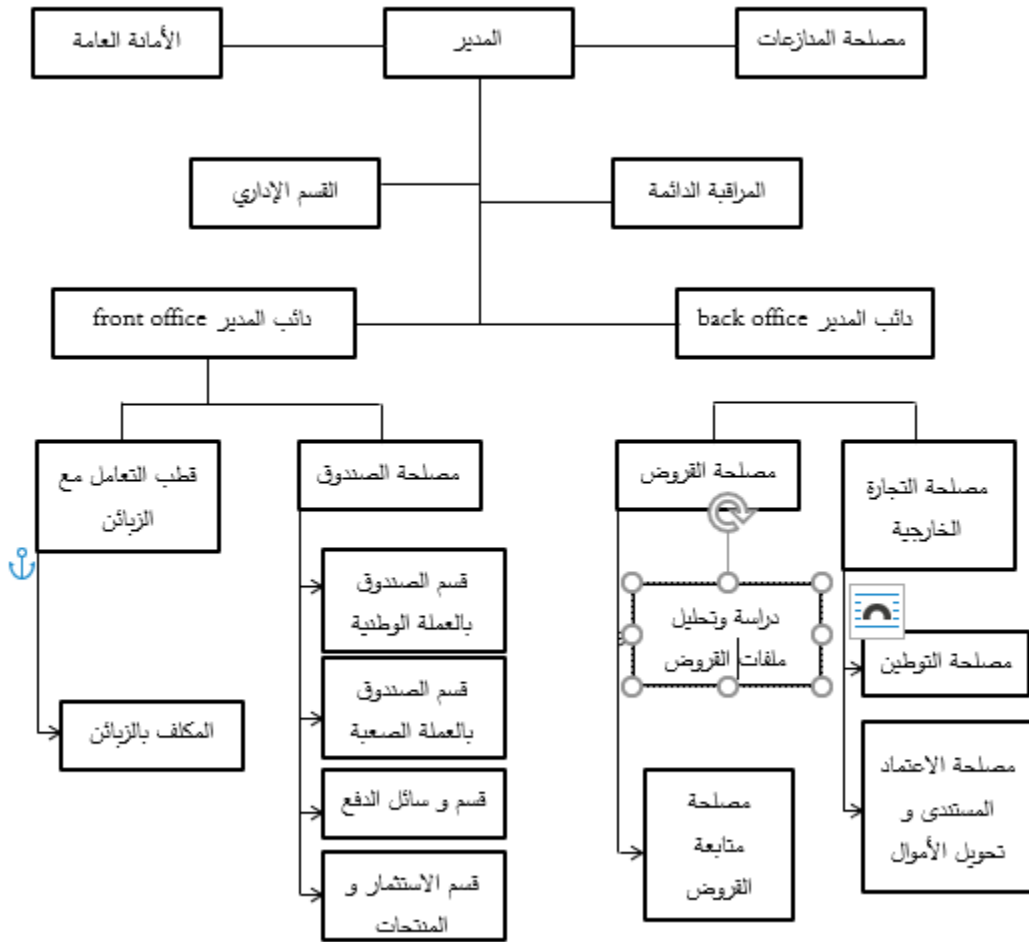 مصلحة المنازعات
المدير
الأمانة العامة
المراقبة الدائمة
القسم الإداري
نائب المدير back office
نائب المدير front office
مصلحة التجارة
الخارجية
مصلحة القروض
مصلحة الصندوق
قطب التعامل مع
الزبائن
مصلحة التوطين
مصلحة الاعتماد
المستندى و
تحويل الأموال
دراسة وتحليل
ملفات القروض
مصلحة
متابعة
القروض
قسم الصندوق
بالعملة الوطنية
قسم الصندوق
بالعملة الصعبة
قسم و سائل الدفع
قسم الاستثمار و
المنتجات
المكلف بالزبائن